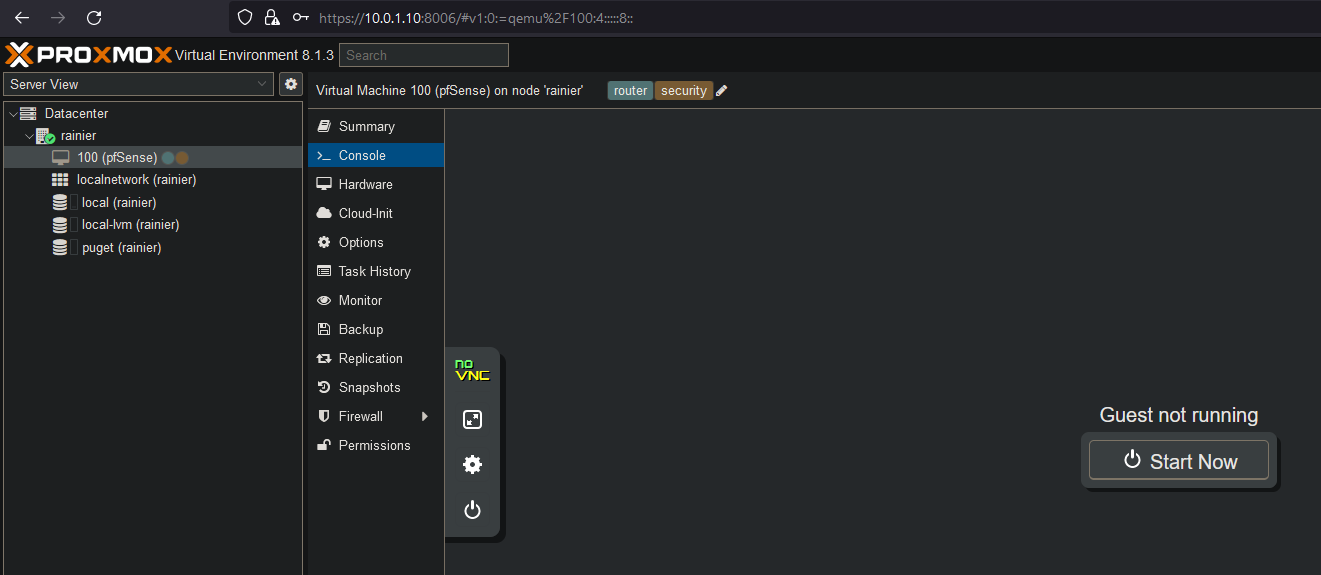 https://10.0.1.10:8006/#v1:0:=qemu%2F100:4:::::8::
PROXMOX Virtual Environment 8.1.3 Search
Server View
Datacenter
rainier
100 (pfSense)
localnetwork (rainier)
local (rainier)
local-lvm (rainier)
puget (rainier)
Virtual Machine 100 (pfSense) on node 'rainier' router security
Summary
Console
Hardware
Cloud-Init
Options
Task History
Monitor
Backup
Replication
Snapshots
Firewall
Permissions
no
VNC
Guest not running
Start Now